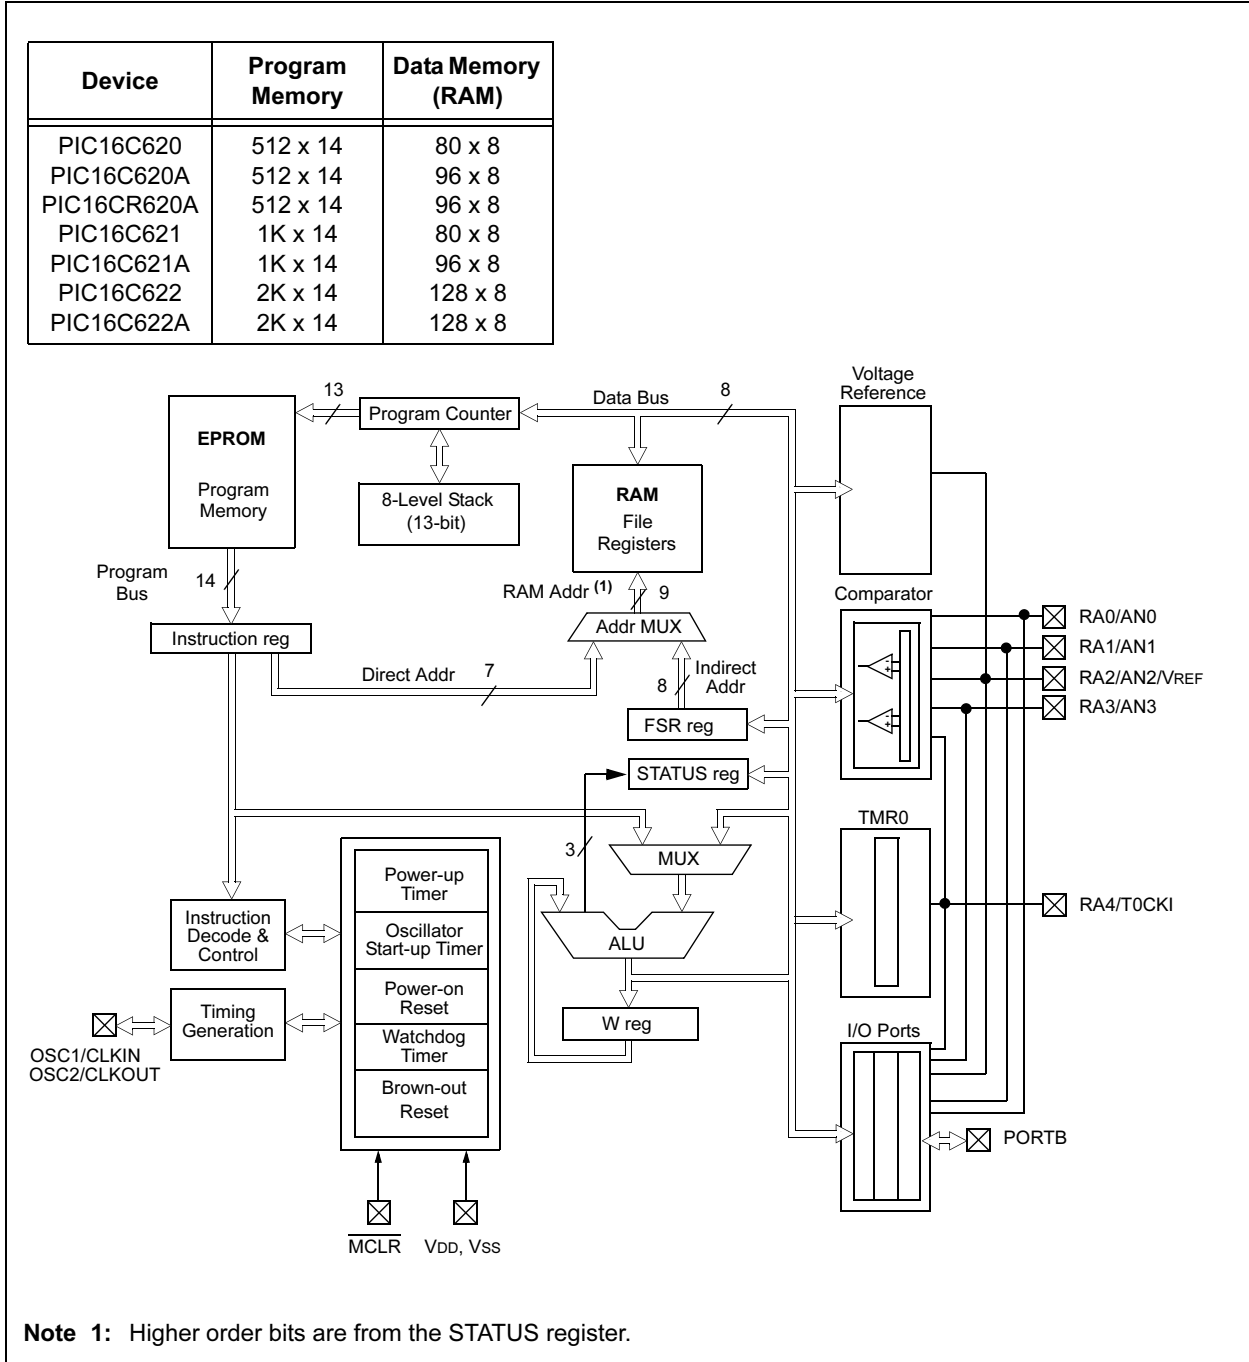 Device Program Memory Data Memory (RAM)
PIC16C620 512 x 14 80 x 8
PIC16C620A 512 x 14 96 x 8
PIC16CR620A 512 x 14 96 x 8
PIC16C621 1K x 14 80 x 8
PIC16C621A 1K x 14 96 x 8
PIC16C622 2K x 14 128 x 8
PIC16C622A 2K x 14 128 x 8
EPROM
Program
Memory
13
Program Counter
8-Level Stack
(13-bit)
Data Bus
8
RAM
File
Registers
Voltage
Reference
Program
Bus
14
RAM Addr (1)
9
Addr MUX
Instruction reg
Direct Addr
7
8
Indirect
Addr
FSR reg
STATUS reg
Comparator
-
+
-
+
RA0/AN0
RA1/AN1
RA2/AN2/VREF
RA3/AN3
3
MUX
ALU
W reg
TMR0
RA4/T0CKI
Power-up
Timer
Oscillator
Start-up Timer
Power-on
Reset
Watchdog
Timer
Brown-out
Reset
Instruction
Decode &
Control
Timing
Generation
OSC1/CLKIN
OSC2/CLKOUT
I/O Ports
PORTB
MCLR
VDD, VSS
Note 1: Higher order bits are from the STATUS register.